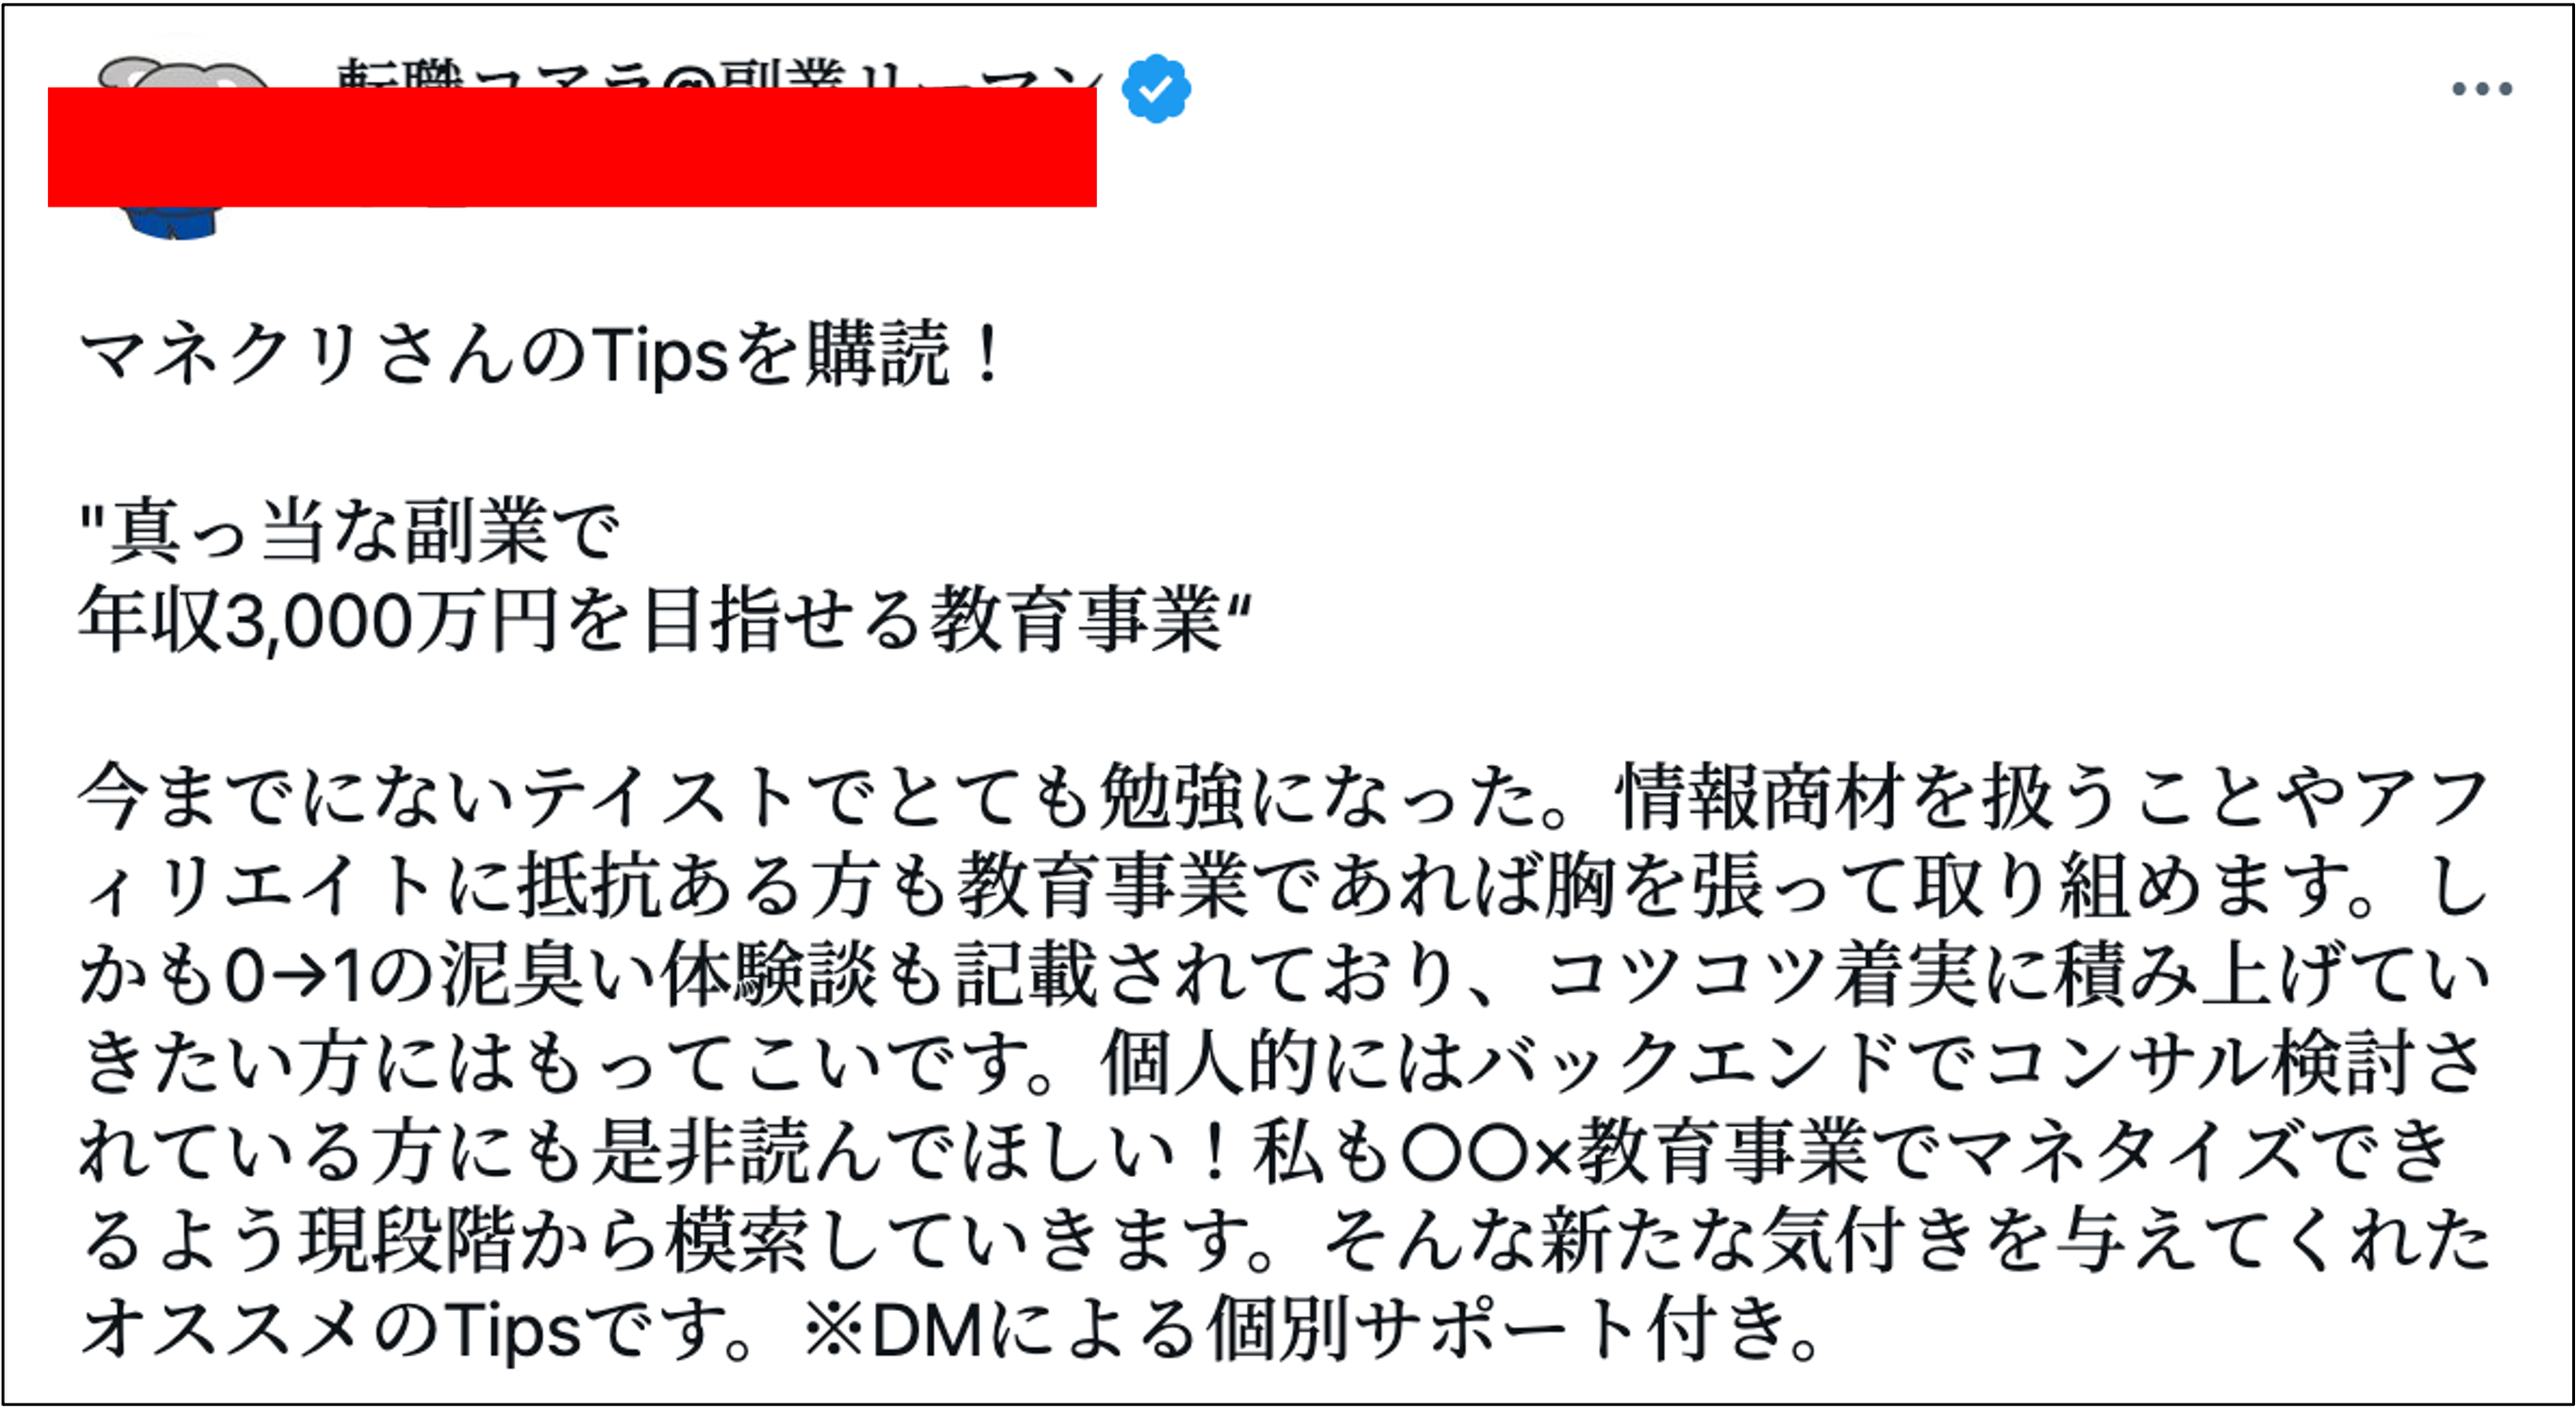 転職コアラ@副業リーマン
マネクリさんのTipsを購読！
"真っ当な副業で
年収3,000万円を目指せる教育事業“
今までにないテイストでとても勉強になった。情報商材を扱うことやアフ
ィリエイトに抵抗ある方も教育事業であれば胸を張って取り組めます。し
かも0→1の泥臭い体験談も記載されており、コツコツ着実に積み上げてい
きたい方にはもってこいです。個人的にはバックエンドでコンサル検討さ
れている方にも是非読んでほしい！私も〇〇×教育事業でマネタイズでき
るよう現段階から模索していきます。そんな新たな気付きを与えてくれた
オススメのTipsです。※DMによる個別サポート付き。